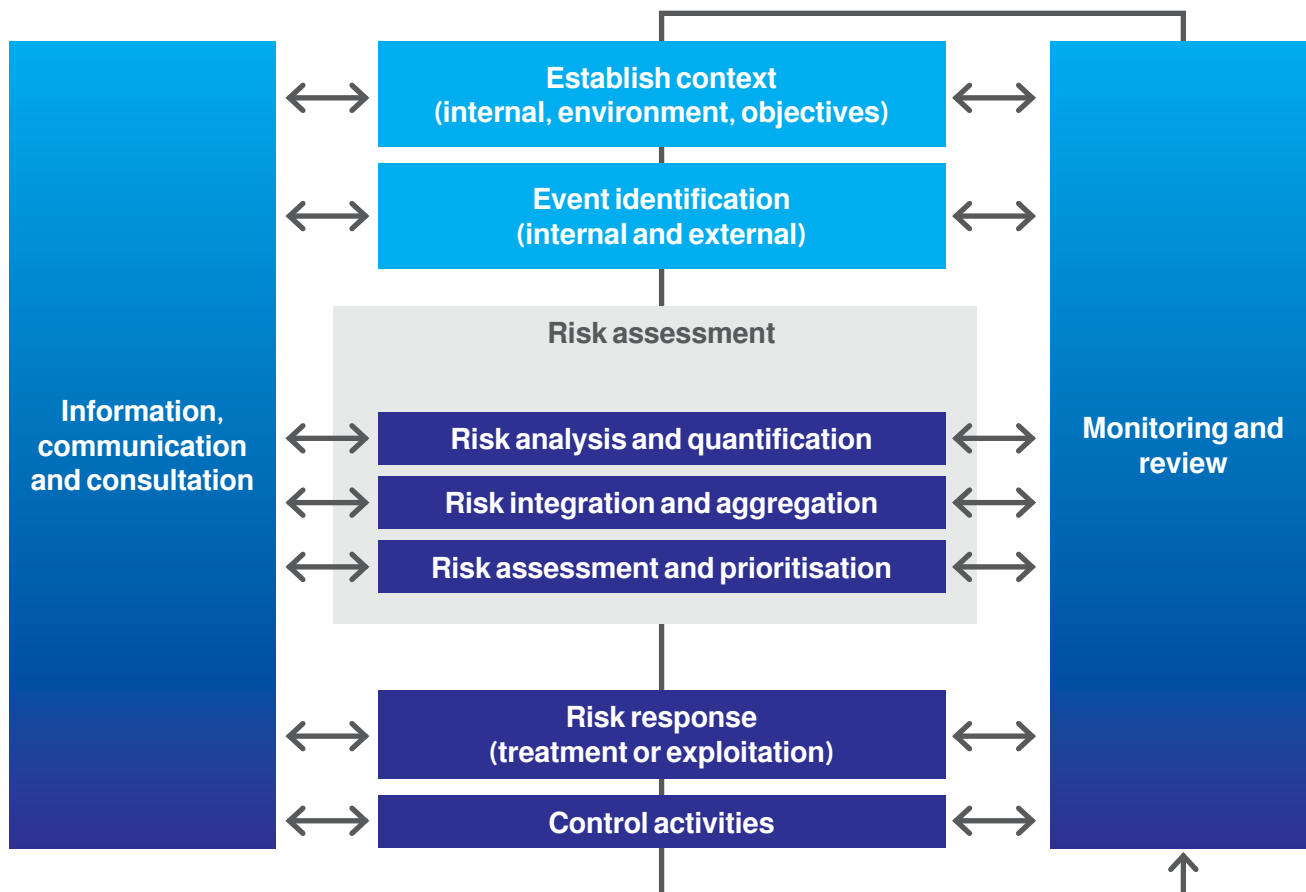 Establish context
(internal, environment, objectives)
Event identification
(internal and external)
Risk assessment
Information,
communication
and consultation
Risk analysis and quantification
Risk integration and aggregation
Risk assessment and prioritisation
Monitoring and
review
Risk response
(treatment or exploitation)
Control activities